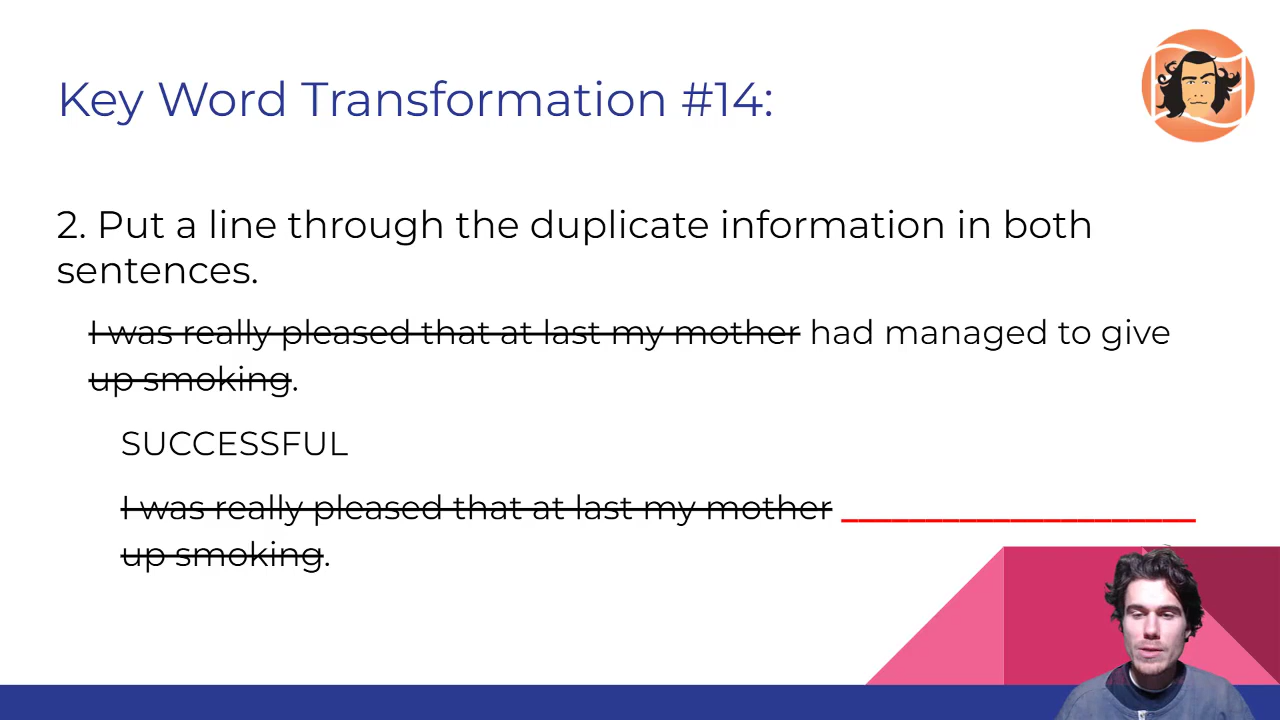 Key Word Transformation #14:
2. Put a line through the duplicate information in both
sentences.
I was really pleased that at last my mother had managed to give
up smoking.
SUCCESSFUL
I was really pleased that at last my mother ____________________
up smoking.